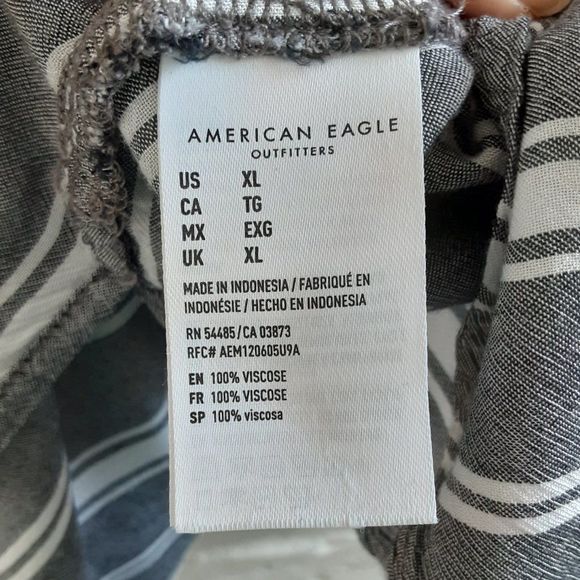 AMERICAN EAGLE
OUTFITTERS
US XL
CA TG
MX EXG
UK XL
MADE IN INDONESIA / FABRIQUÉ EN
INDONÉSIE / HECHO EN INDONESIA
RN 54485/CA 03873
RFC# AEM120605U9A
EN 100% VISCOSE
FR 100% VISCOSE
SP 100% viscosa